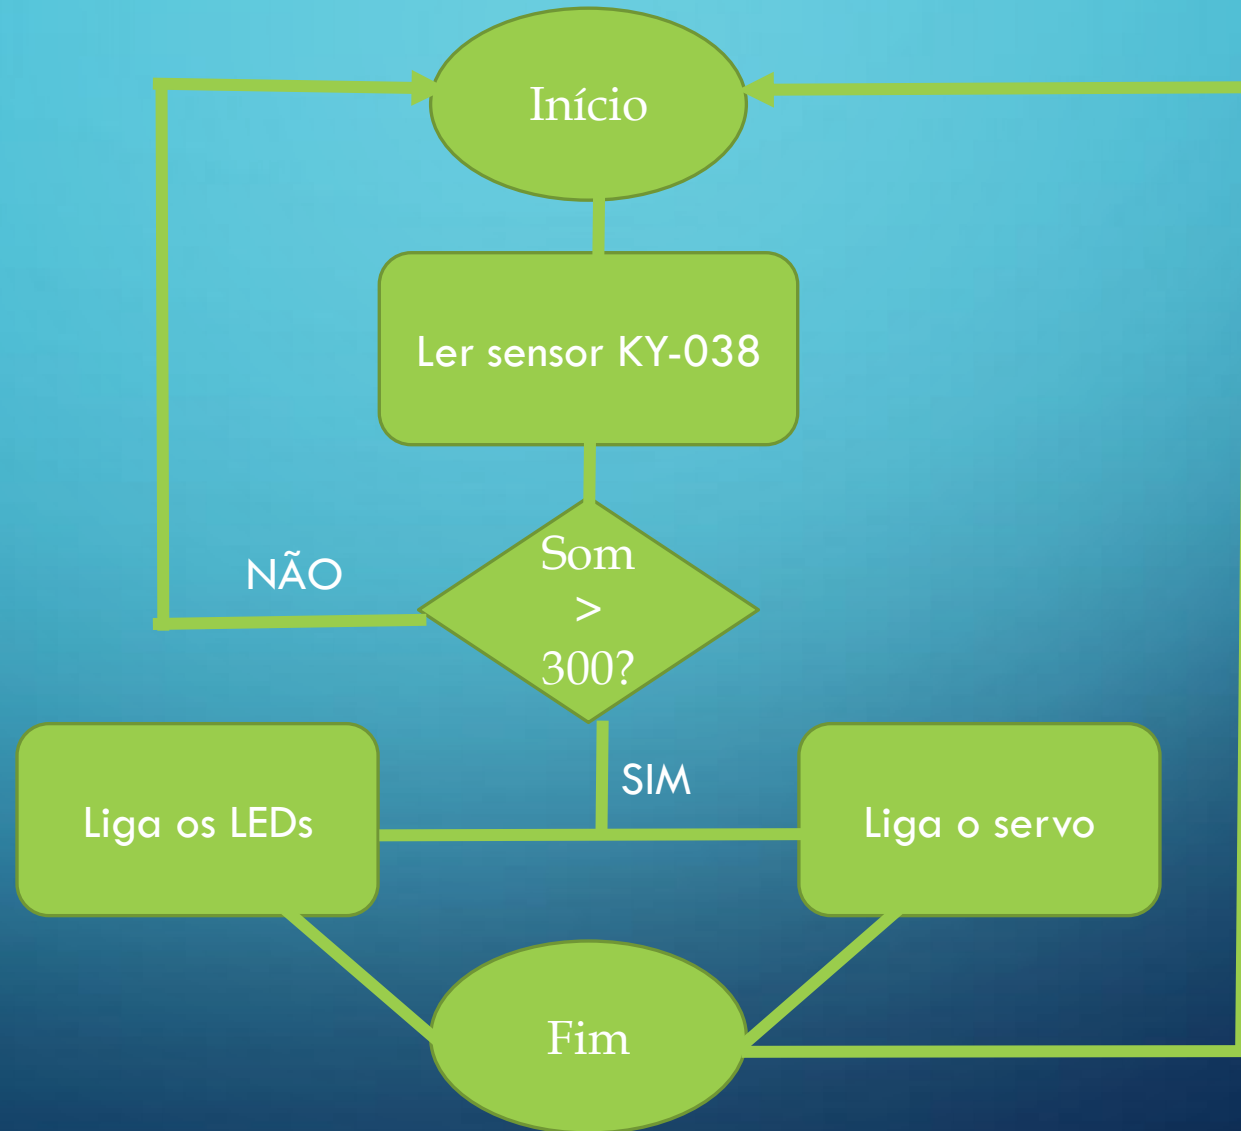 Início
Ler sensor KY-038
NÃO
Som
>
300?
SIM
Liga os LEDs
Liga o servo
Fim